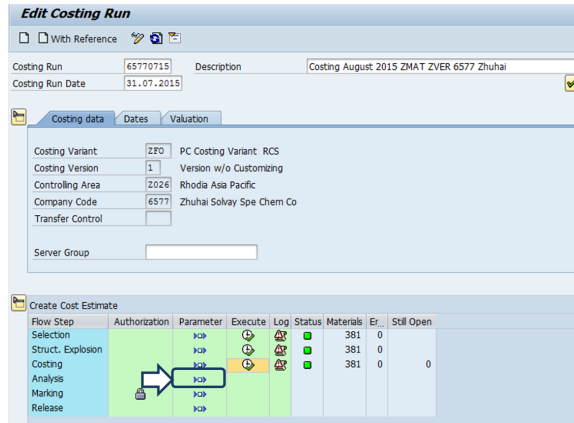 Edit Costing Run
With Reference
Costing Run 65770715 Description Costing August 2015 ZMAT ZVER 6577 Zhuhai
Costing Run Date 31.07.2015
Costing data Dates Valuation
Costing Variant ZFO PC Costing Variant RCS
Costing Version 1 Version w/o Customizing
Controlling Area Z026 Rhodia Asia Pacific
Company Code 6577 Zhuhai Solvay Spe Chem Co
Transfer Control
Server Group
Create Cost Estimate
Flow Step Authorization Parameter Execute Log Status Materials Er... Still Open
Selection 381 0
Struct. Explosion 381 0
Costing 381 0 0
Analysis
Marking
Release